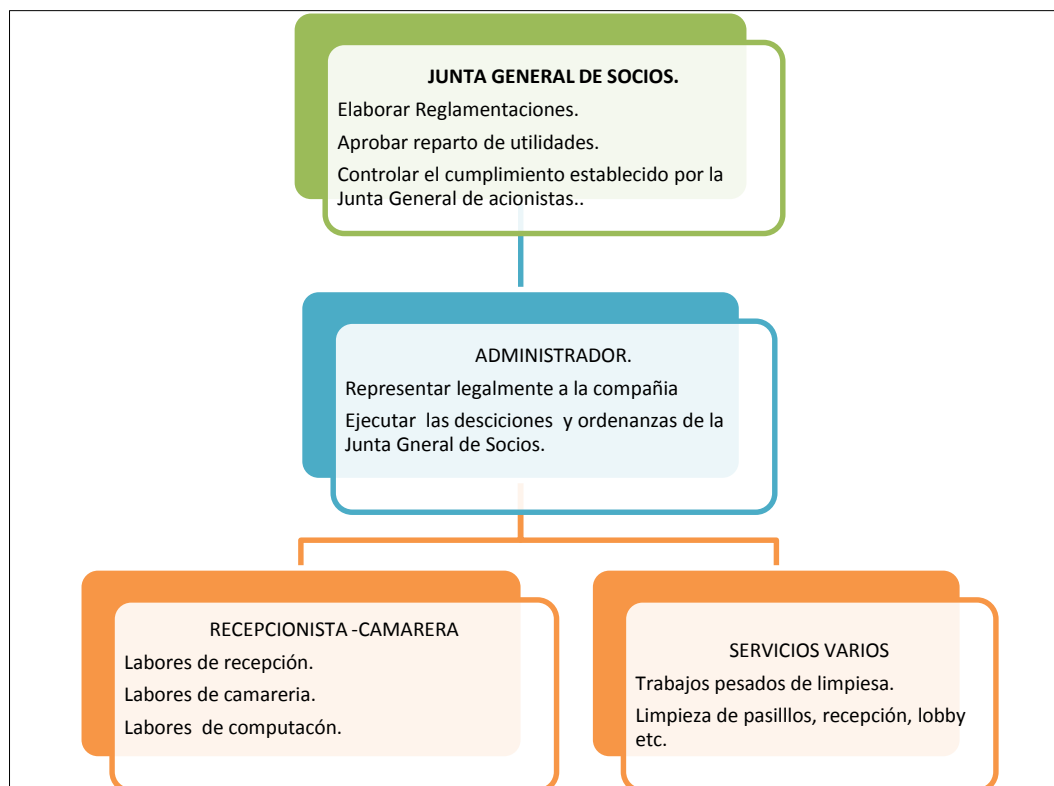 JUNTA GENERAL DE SOCIOS.
Elaborar Reglamentaciones.
Aprobar reparto de utilidades.
Controlar el cumplimiento establecido por la
Junta General de acionistas..
ADMINISTRADOR.
Representar legalmente a la compañia
Ejecutar las desciciones y ordenanzas de la
Junta Gneral de Socios.
RECEPCIONISTA -CAMARERA
Labores de recepción.
Labores de camareria.
Labores de computacón.
SERVICIOS VARIOS
Trabajos pesados de limpiesa.
Limpieza de pasilllos, recepción, lobby
etc.